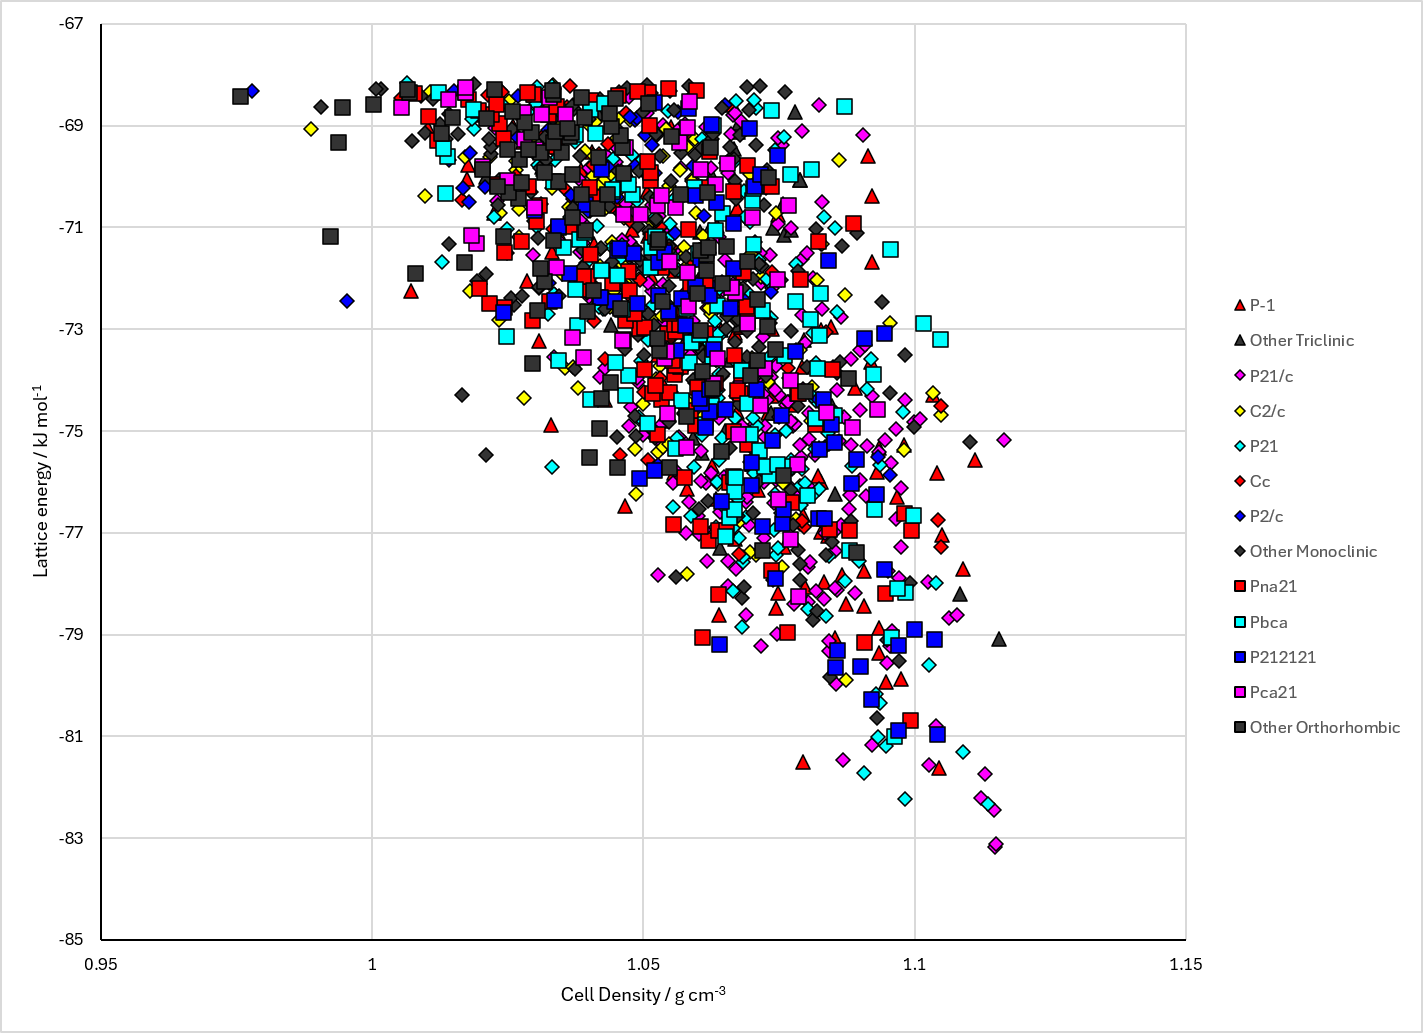 -67
-69
-71
-73
-75
-77
-79
-81
-83
-85
Lattice energy / kJ mol⁻¹
0.95 1 1.05 1.1 1.15
Cell Density / g cm⁻³
P-1
Other Triclinic
P21/c
C2/c
P21
Cc
P2/c
Other Monoclinic
Pna21
Pbca
P212121
Pca21
Other Orthorhombic